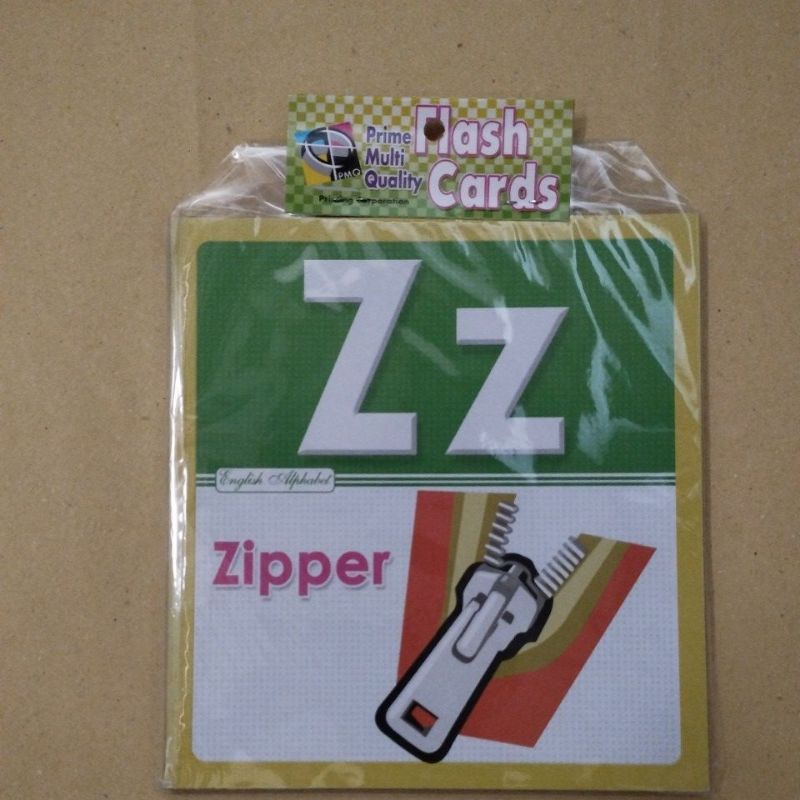 Prime
Multi
Quality
Flash
Cards
PMQ
Printing Corporation
Zz
English Alphabet
Zipper